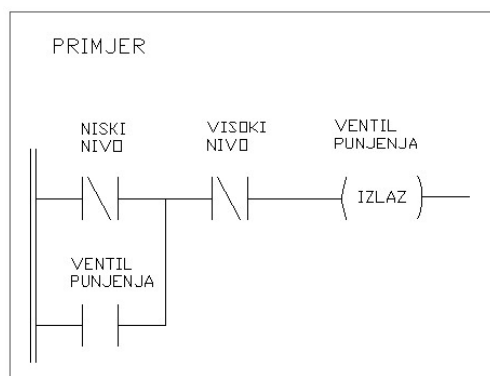 PRIMJER
NISKI
NIVO
VISOKI
NIVO
VENTIL
PUNJENJA
IZLAZ
VENTIL
PUNJENJA